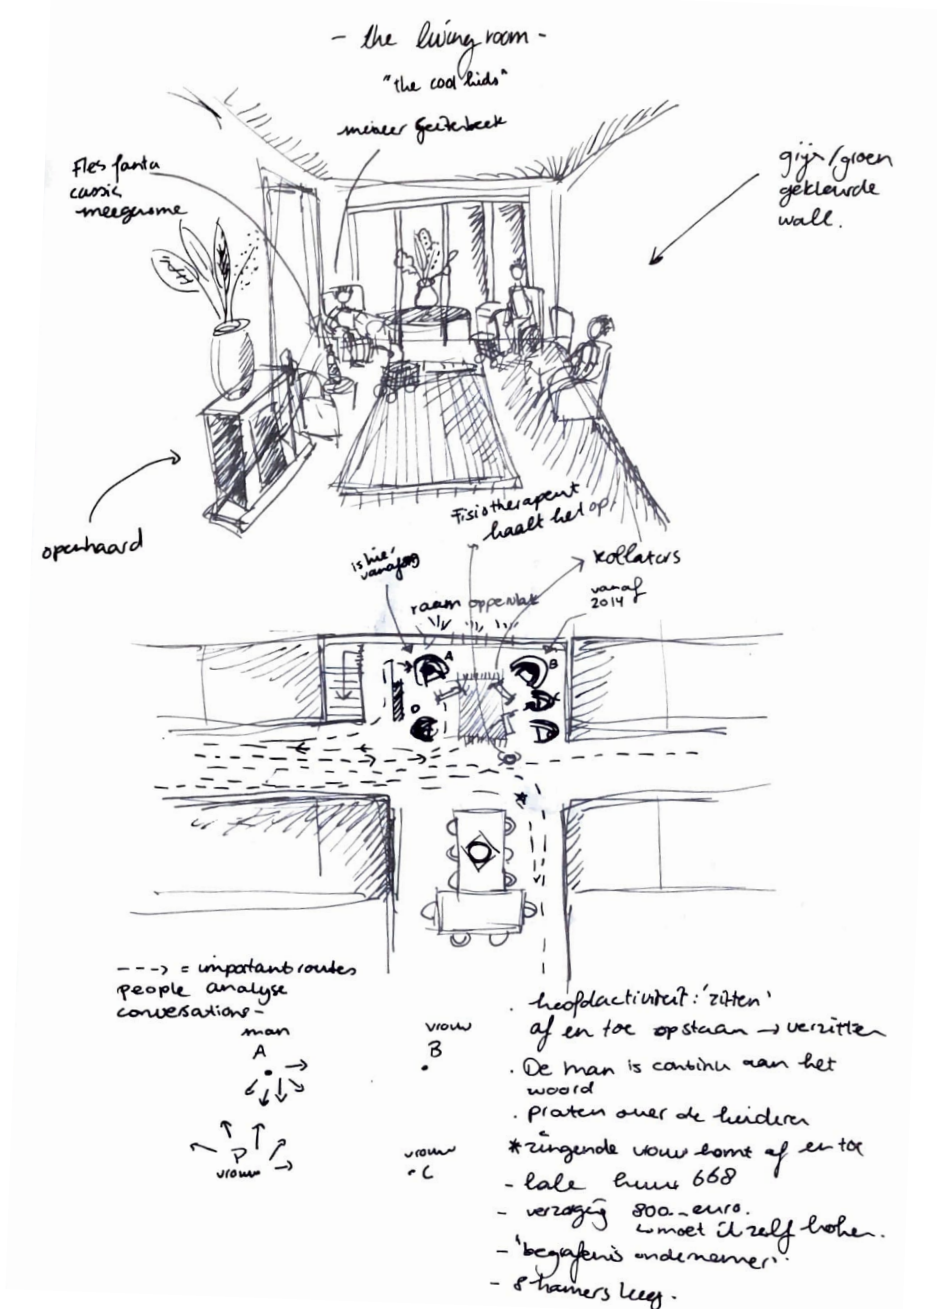 - the living room -
"the cool kids"
meneer Geitenbeek
Fles fanta
cassis
grijs/groen
gekleurde
wall.
openhaard
Fisiotherapeut
haalt het op
rollators
is hier
vanaf
vanaf
2014
raam oppervlak
A
B
C
---> = important routes
people analyse
conversations -
man
A
vrouw
B
P
vrouw
vrouw
C
. hoofdactiviteit: 'zitten'
af en toe opstaan → verzitten
. De man is continu aan het
woord
. praten over de kinderen
* zingende vrouw komt af en toe
- kale huur 668
- verzorging 800 euro.
↳ moet ik zelf koken.
- 'begrafenis ondernemer'.
- 8 kamers leeg.